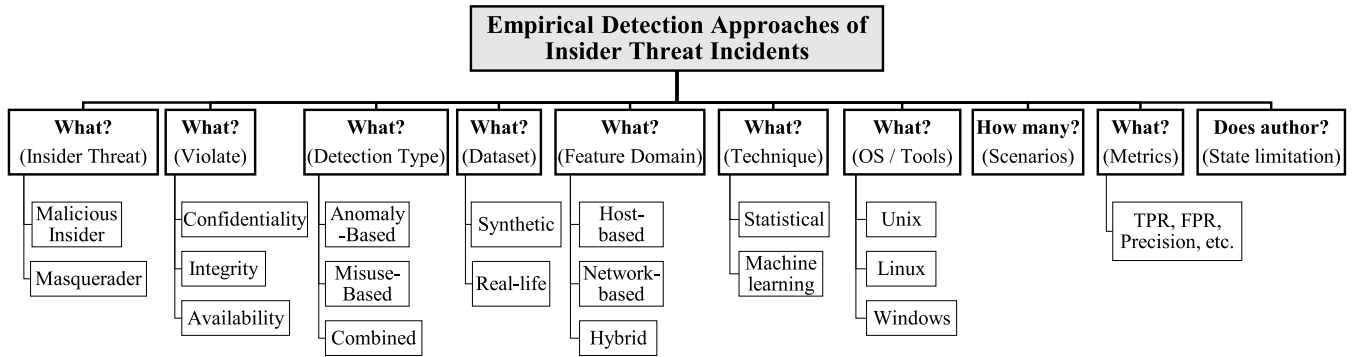 Empirical Detection Approaches of
Insider Threat Incidents
What?
(Insider Threat)
Malicious
Insider
Masquerader
What?
(Violate)
Confidentiality
Integrity
Availability
What?
(Detection Type)
Anomaly
-Based
Misuse-
Based
Combined
What?
(Dataset)
Synthetic
Real-life
What?
(Feature Domain)
Host-
based
Network-
based
Hybrid
What?
(Technique)
Statistical
Machine
learning
What?
(OS / Tools)
Unix
Linux
Windows
How many?
(Scenarios)
What?
(Metrics)
TPR, FPR,
Precision, etc.
Does author?
(State limitation)